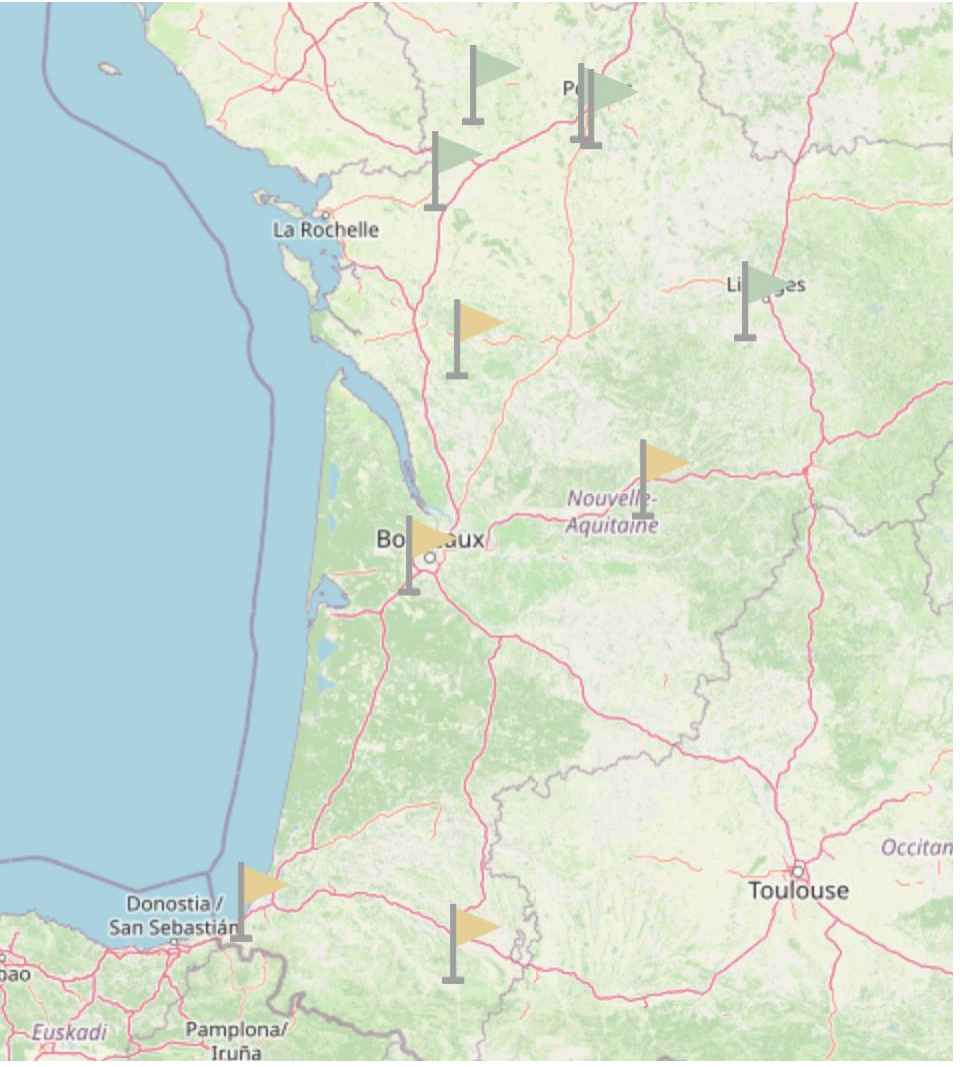 La Rochelle
Nouvelle-
Aquitaine
Occitan
Toulouse
Donostia /
San Sebastián
bao
Euskadi
Pamplona/
Iruña